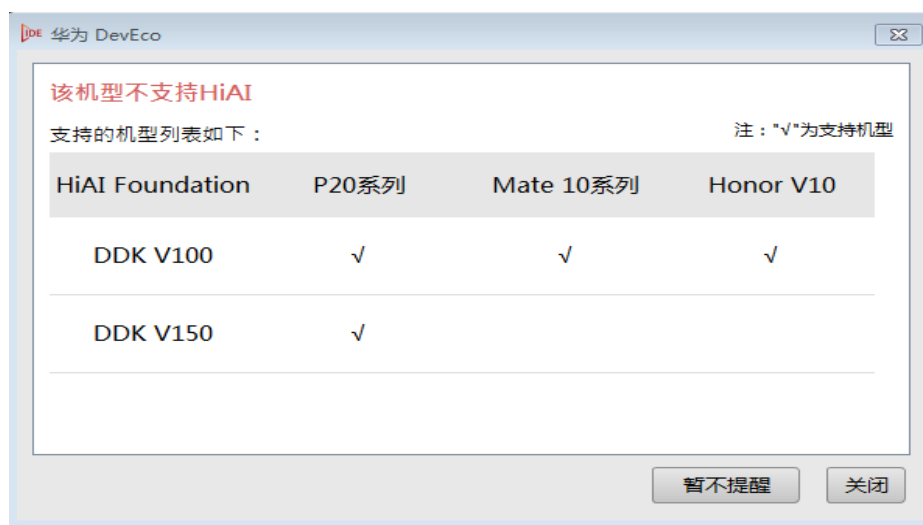 IDE 华为 DevEco
该机型不支持HiAI
支持的机型列表如下：
注："√"为支持机型
HiAI Foundation P20系列 Mate 10系列 Honor V10
DDK V100 √ √ √
DDK V150 √
暂不提醒 关闭